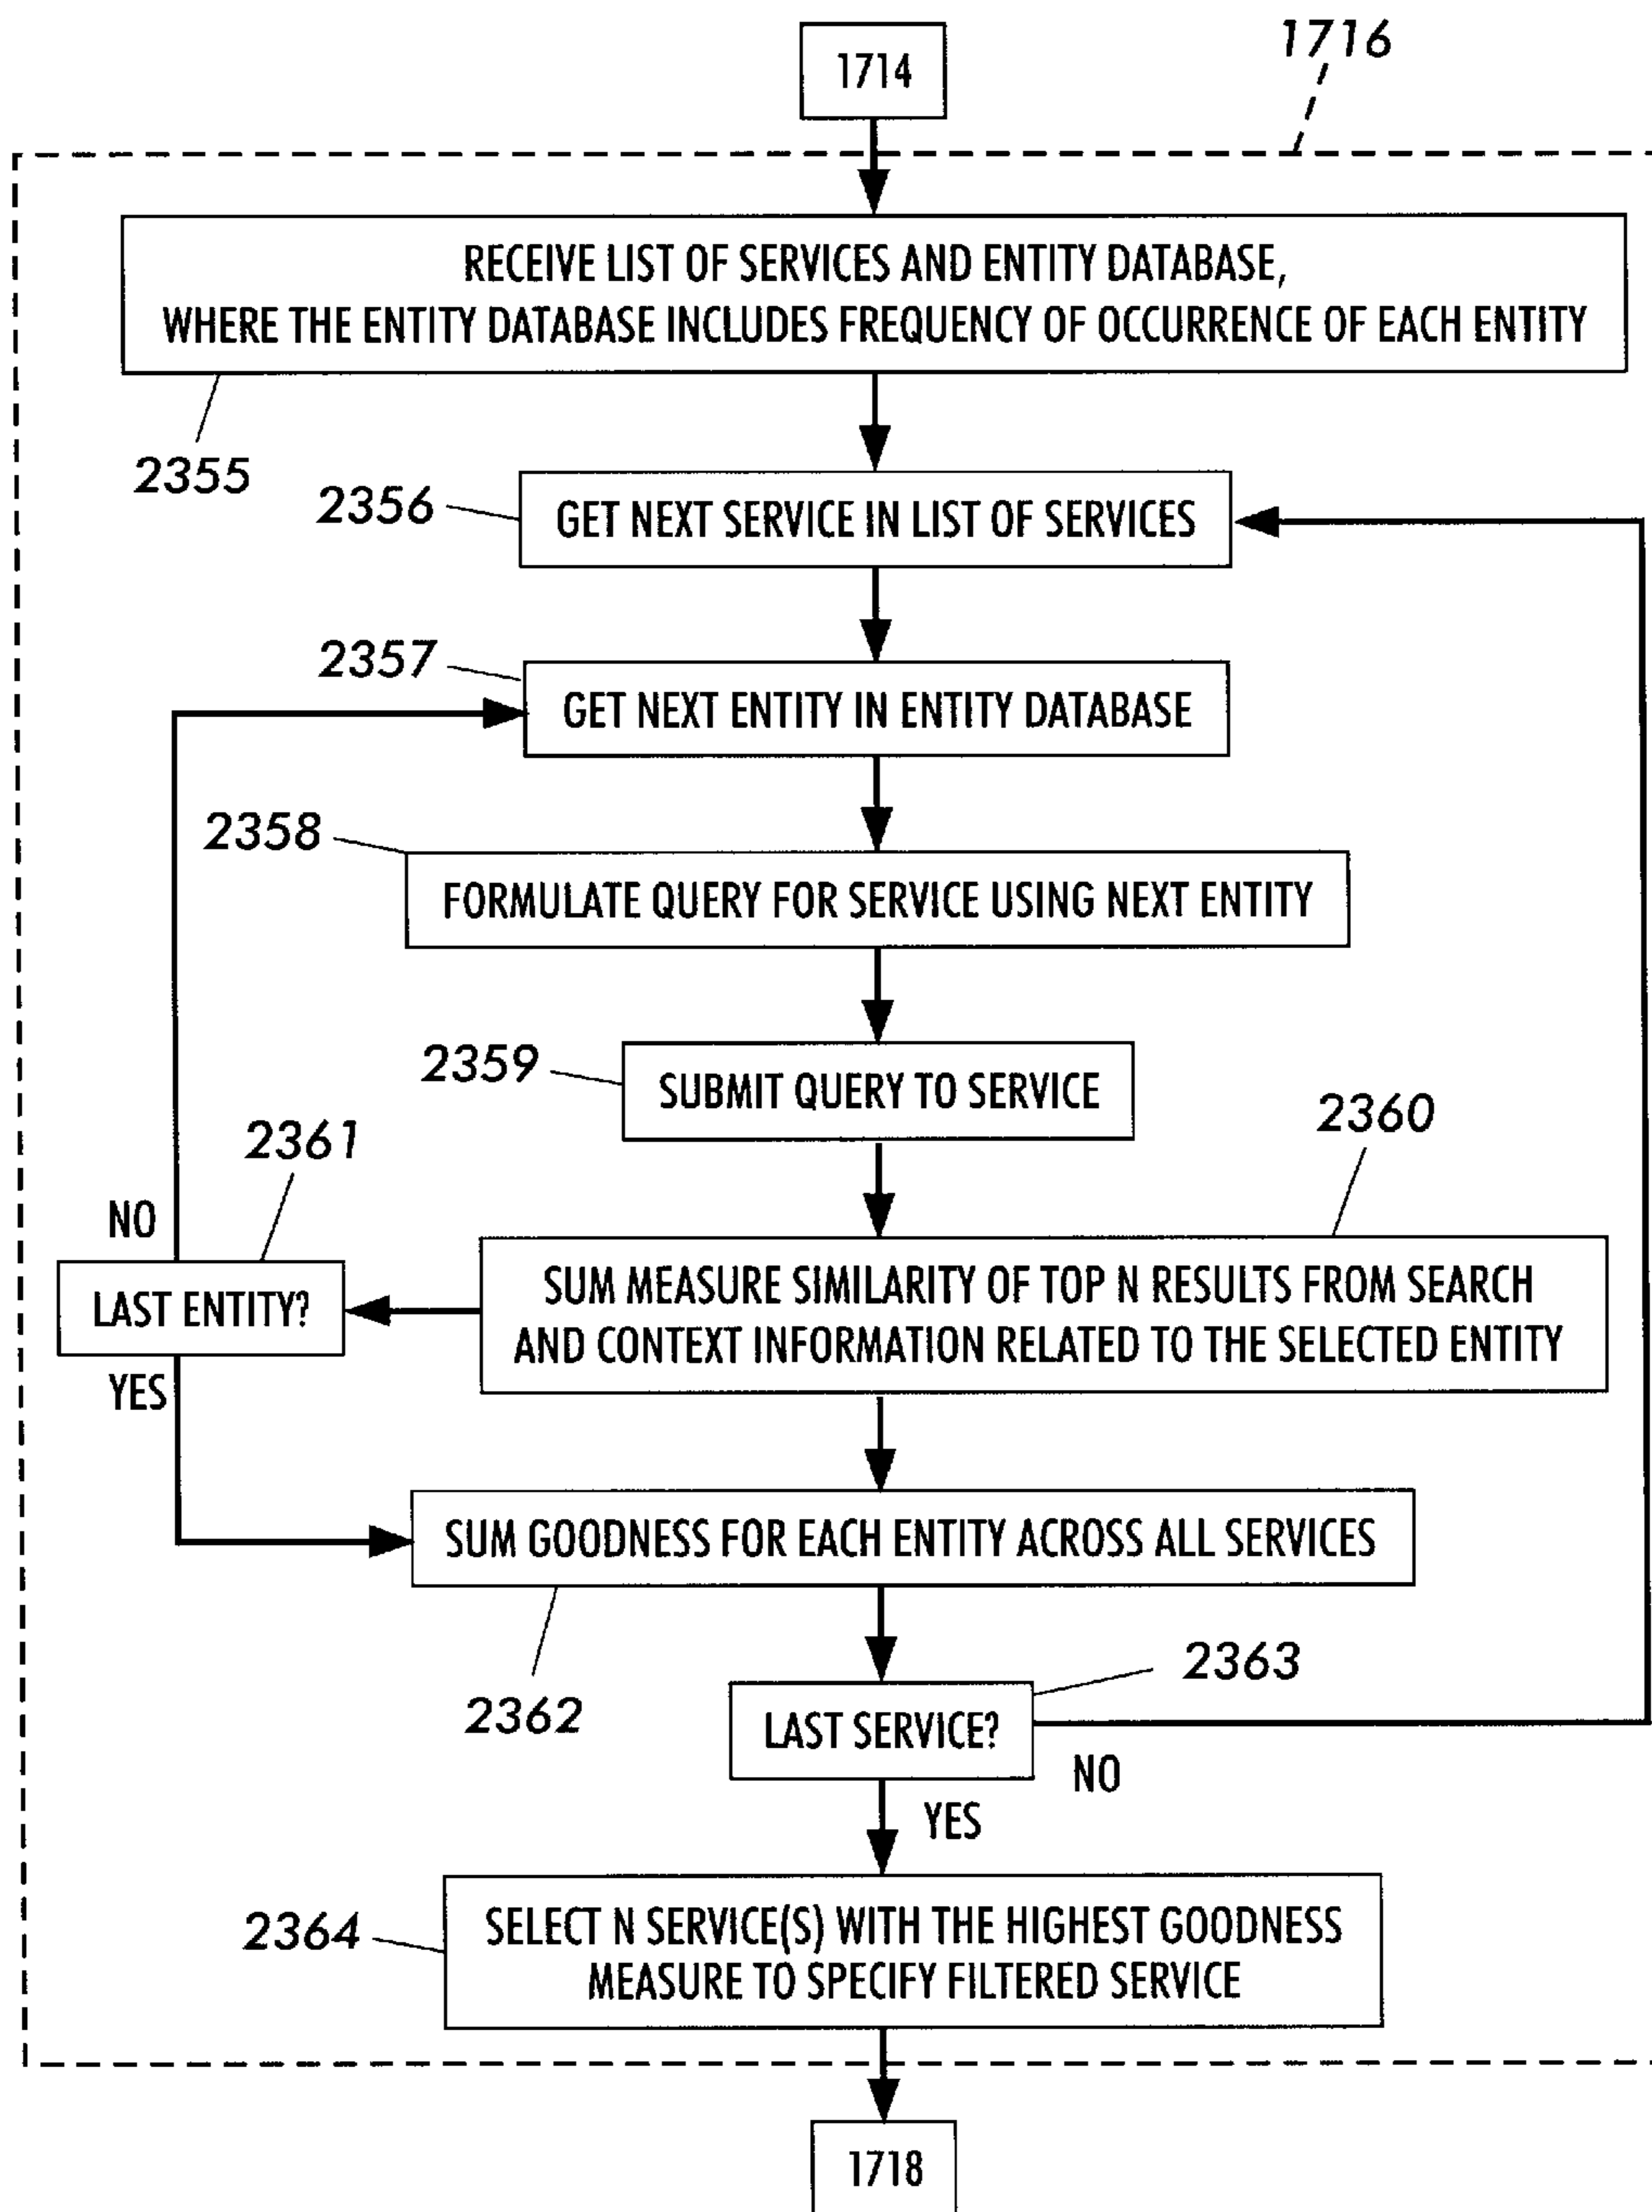 1716
1714
RECEIVE LIST OF SERVICES AND ENTITY DATABASE,
WHERE THE ENTITY DATABASE INCLUDES FREQUENCY OF OCCURRENCE OF EACH ENTITY
2355
2356
GET NEXT SERVICE IN LIST OF SERVICES
2357
GET NEXT ENTITY IN ENTITY DATABASE
2358
FORMULATE QUERY FOR SERVICE USING NEXT ENTITY
2359
SUBMIT QUERY TO SERVICE
2360
2361
NO
LAST ENTITY?
YES
SUM MEASURE SIMILARITY OF TOP N RESULTS FROM SEARCH
AND CONTEXT INFORMATION RELATED TO THE SELECTED ENTITY
SUM GOODNESS FOR EACH ENTITY ACROSS ALL SERVICES
2362
2363
LAST SERVICE?
NO
YES
2364
SELECT N SERVICE(S) WITH THE HIGHEST GOODNESS
MEASURE TO SPECIFY FILTERED SERVICE
1718